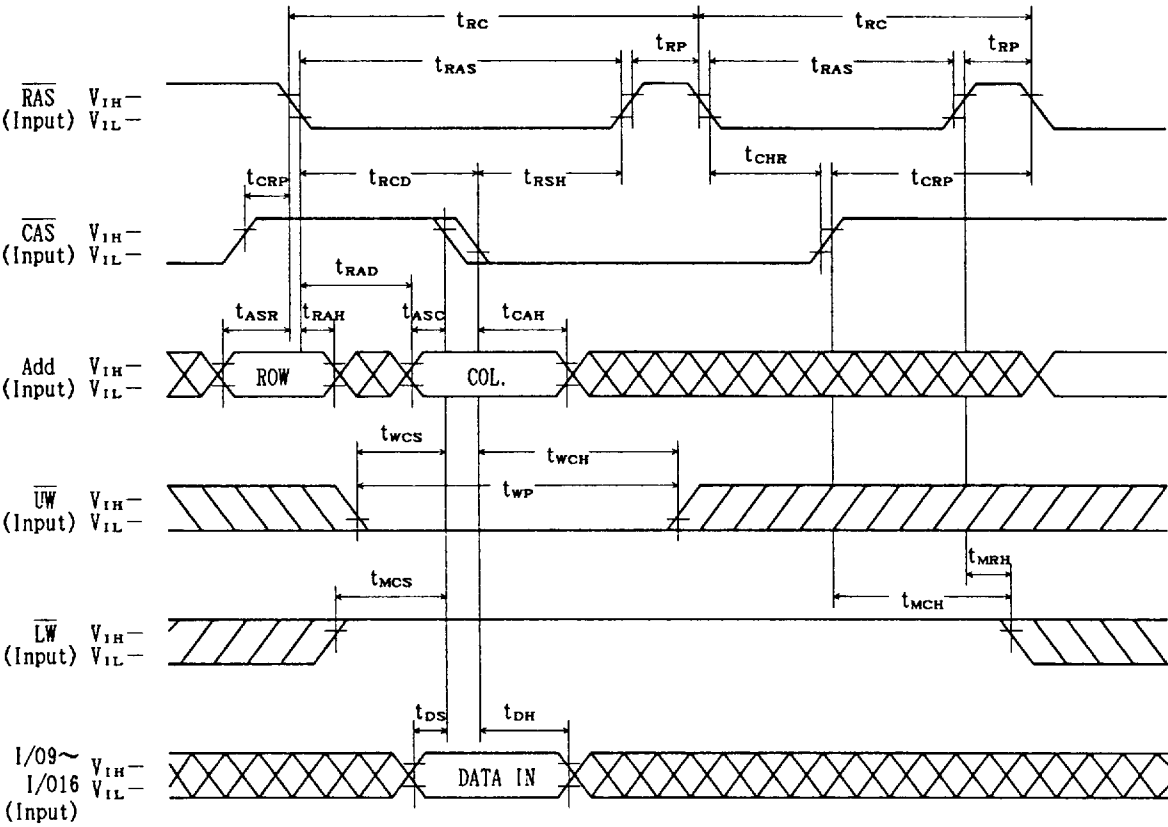 tRC tRC
tRAS tRP tRAS tRP
RAS VIH
(Input) VIL
tCRP tRCD tRSH tCHR tCRP
CAS VIH
(Input) VIL
tRAD
tASR tRAH tASC tCAH
Add VIH
(Input) VIL
ROW COL.
tWCS tWCH
tWP
UW VIH
(Input) VIL
tMRH
tMCS tMCH
LW VIH
(Input) VIL
tDS tDH
I/09~ VIH
I/016 VIL
(Input)
DATA IN